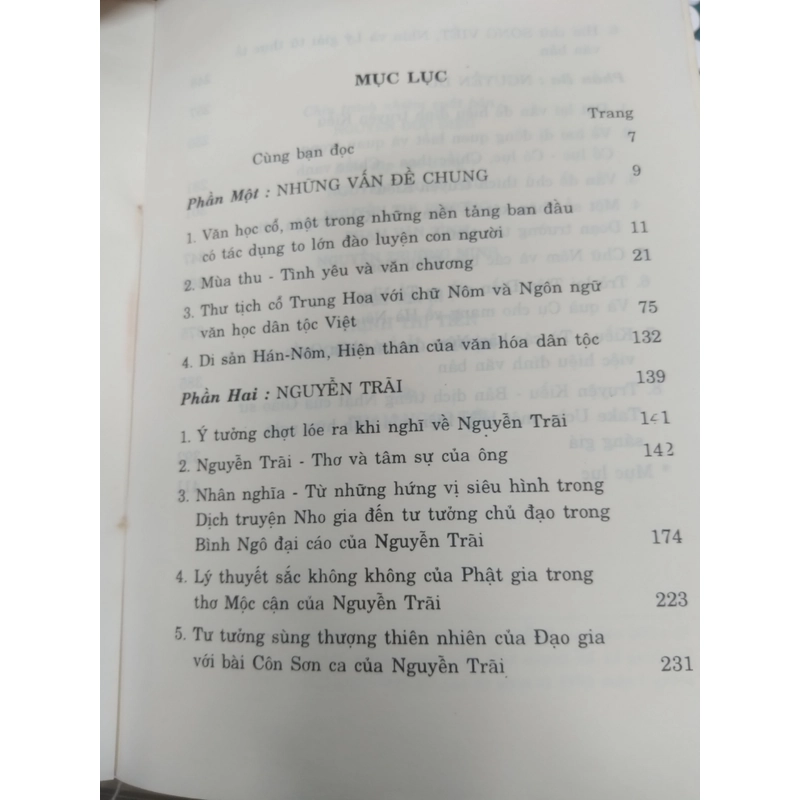 MỤC LỤC
Trang
Cùng bạn đọc 7
Phần Một : NHỮNG VẤN ĐỀ CHUNG 9
1. Văn học cổ, một trong những nền tảng ban đầu
có tác dụng to lớn đào luyện con người 11
2. Mùa thu - Tình yêu và văn chương 21
3. Thư tịch cổ Trung Hoa với chữ Nôm và Ngôn ngữ
văn học dân tộc Việt 75
4. Di sản Hán-Nôm, Hiện thân của văn hóa dân tộc 132
Phần Hai : NGUYỄN TRÃI 139
1. Ý tưởng chợt lóe ra khi nghĩ về Nguyễn Trãi 141
2. Nguyễn Trãi - Thơ và tâm sự của ông 142
3. Nhân nghĩa - Từ những hứng vị siêu hình trong
Dịch truyện Nho gia đến tư tưởng chủ đạo trong
Bình Ngô đại cáo của Nguyễn Trãi 174
4. Lý thuyết sắc không không của Phật gia trong
thơ Mộc cận của Nguyễn Trãi 223
5. Tư tưởng sùng thượng thiên nhiên của Đạo gia
với bài Côn Sơn ca của Nguyễn Trãi 231